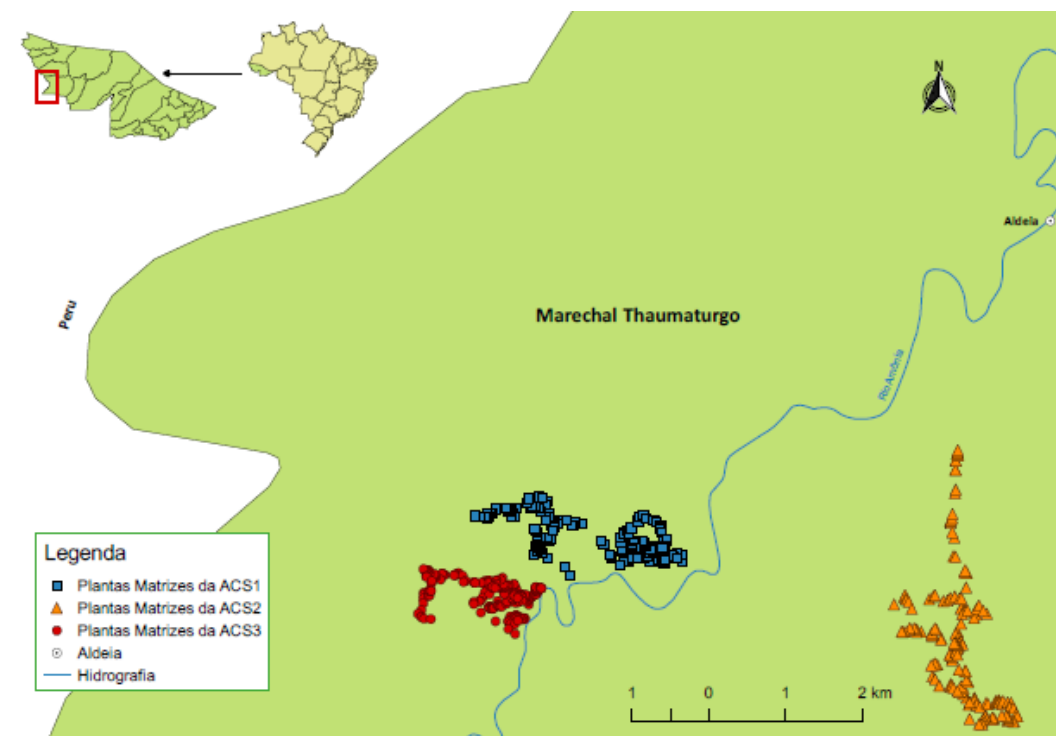 N
Aldeia
Peru
Marechal Thaumaturgo
Rio Amônia
Legenda
Plantas Matrizes da ACS1
Plantas Matrizes da ACS2
Plantas Matrizes da ACS3
Aldeia
Hidrografia
1 0 1 2 km